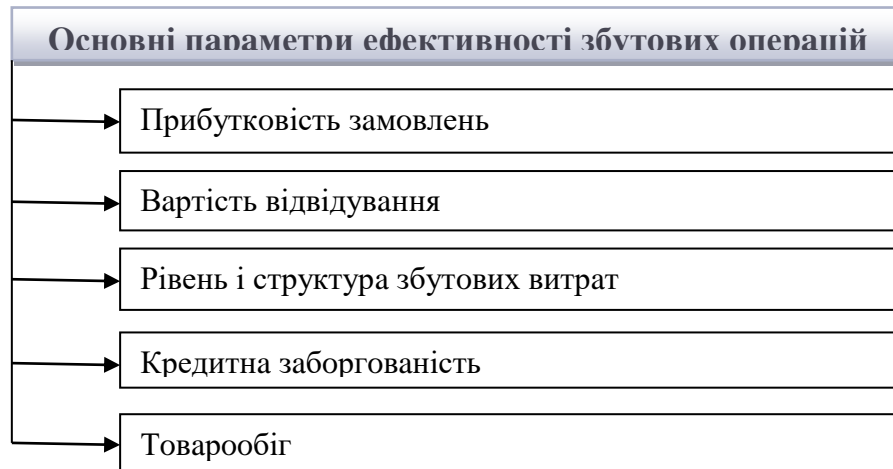 Основні параметри ефективності збутових операцій
Прибутковість замовлень
Вартість відвідування
Рівень і структура збутових витрат
Кредитна заборгованість
Товарообіг